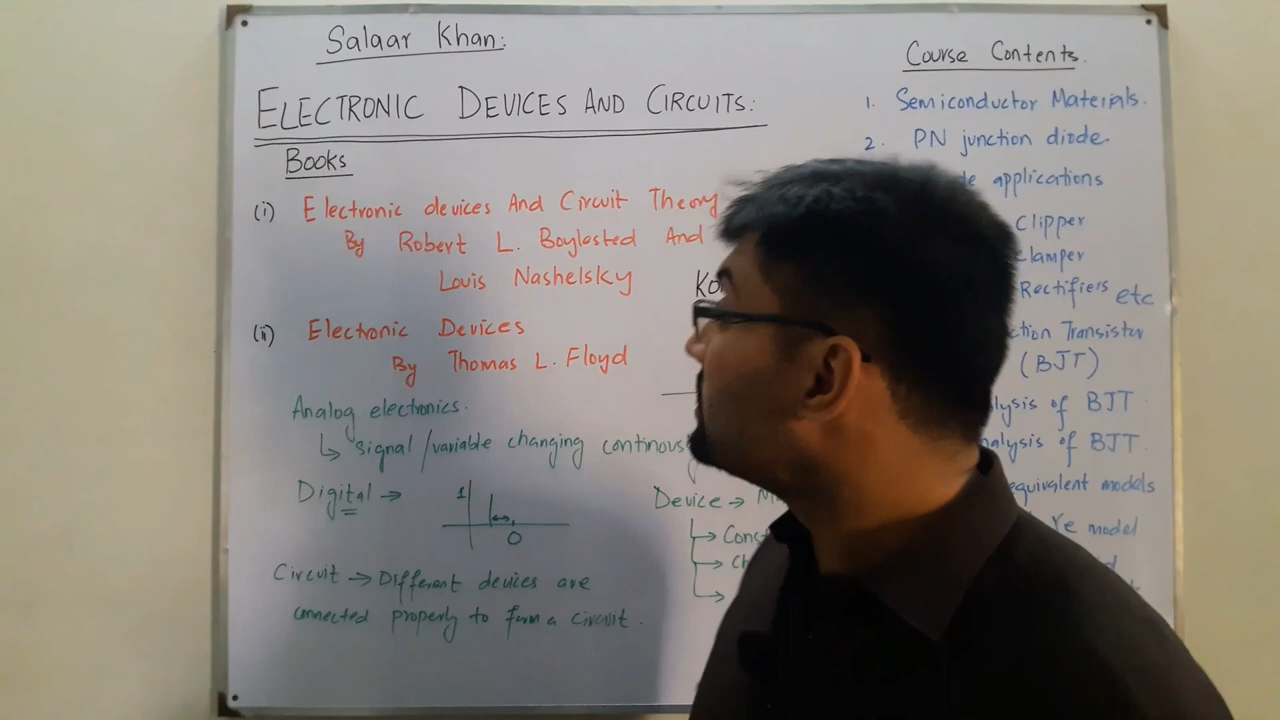 Salaar Khan:
ELECTRONIC DEVICES AND CIRCUITS:
Books
(i) Electronic devices And Circuit Theory
By Robert L. Boylested And
Louis Nashelsky
(ii) Electronic Devices
By Thomas L. Floyd
Analog electronics.
↳ Signal/variable changing continous
Digital →
1
0
Circuit → Different devices are
connected properly to form a circuit.
Device →
Course Contents.
1. Semiconductor Materials.
2. PN junction diode.
applications
Clipper
Rectifiers etc
Transistor
(BJT)
of BJT
of BJT.
equivalent models
re model